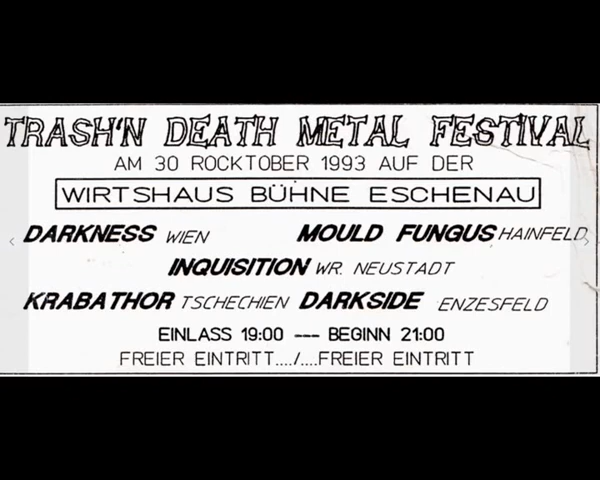 TRASH'N DEATH METAL FESTIVAL
AM 30 ROCKTOBER 1993 AUF DER
WIRTSHAUS BÜHNE ESCHENAU
DARKNESS WIEN MOULD FUNGUS HAINFELD
INQUISITION WR. NEUSTADT
KRABATHOR TSCHECHIEN DARKSIDE ENZESFELD
EINLASS 19:00 --- BEGINN 21:00
FREIER EINTRITT..../....FREIER EINTRITT